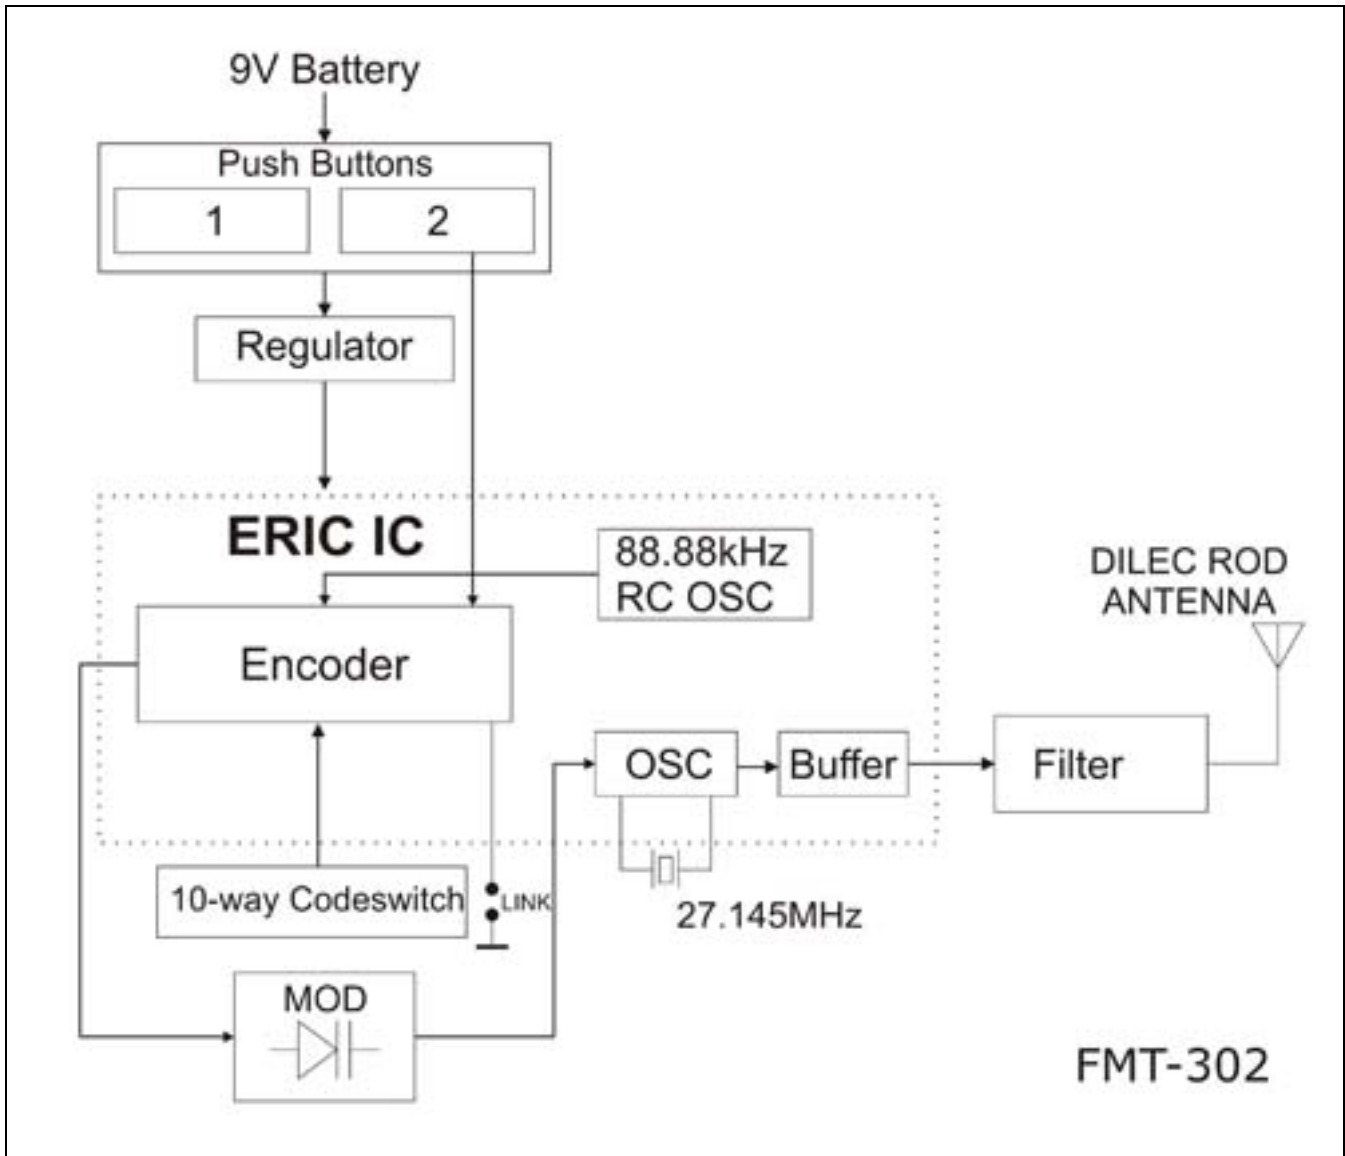 9V Battery
Push Buttons
1
2
Regulator
ERIC IC
88.88kHz
RC OSC
DILEC ROD
ANTENNA
Encoder
OSC
Buffer
Filter
10-way Codeswitch
LINK
27.145MHz
MOD
FMT-302